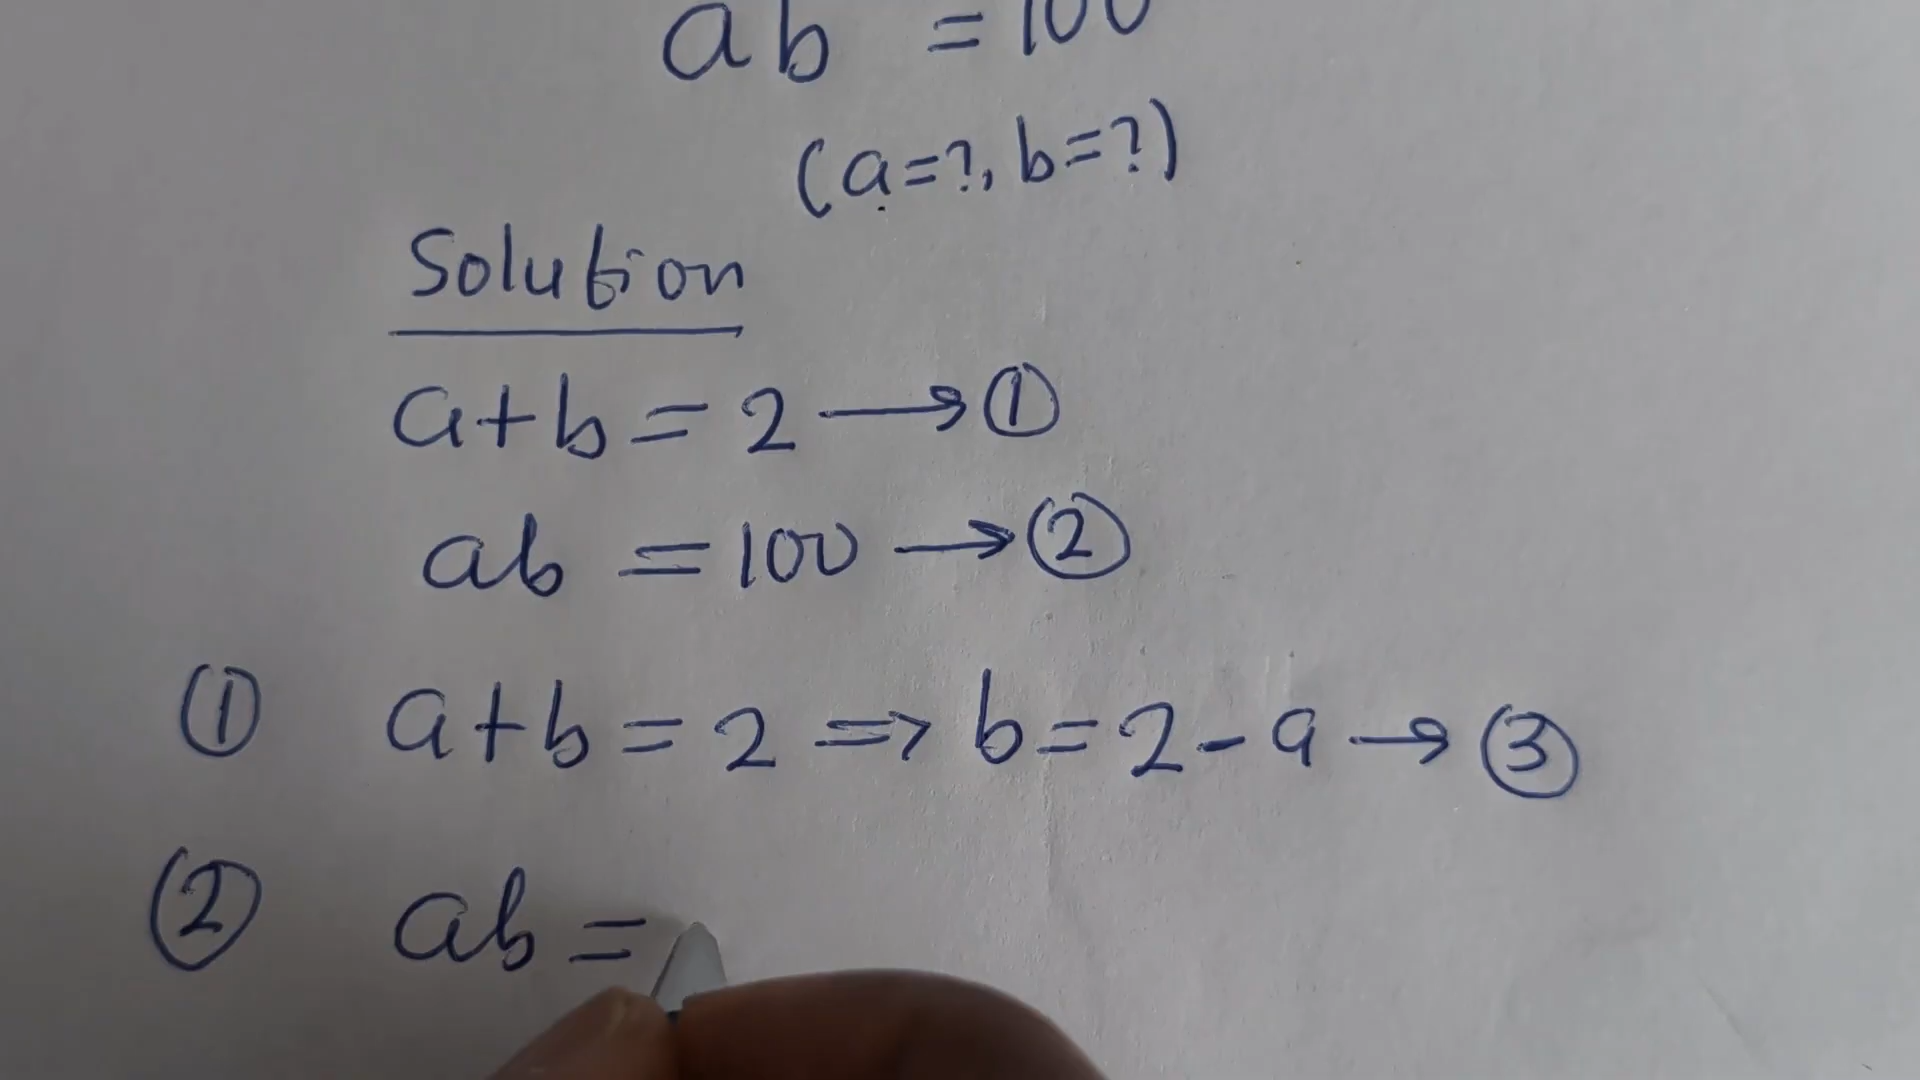 ab = 100
(a=?, b=?)
Solution
a+b = 2 → ①
ab = 100 → ②
① a+b = 2 ⇒ b = 2 - a → ③
② ab =